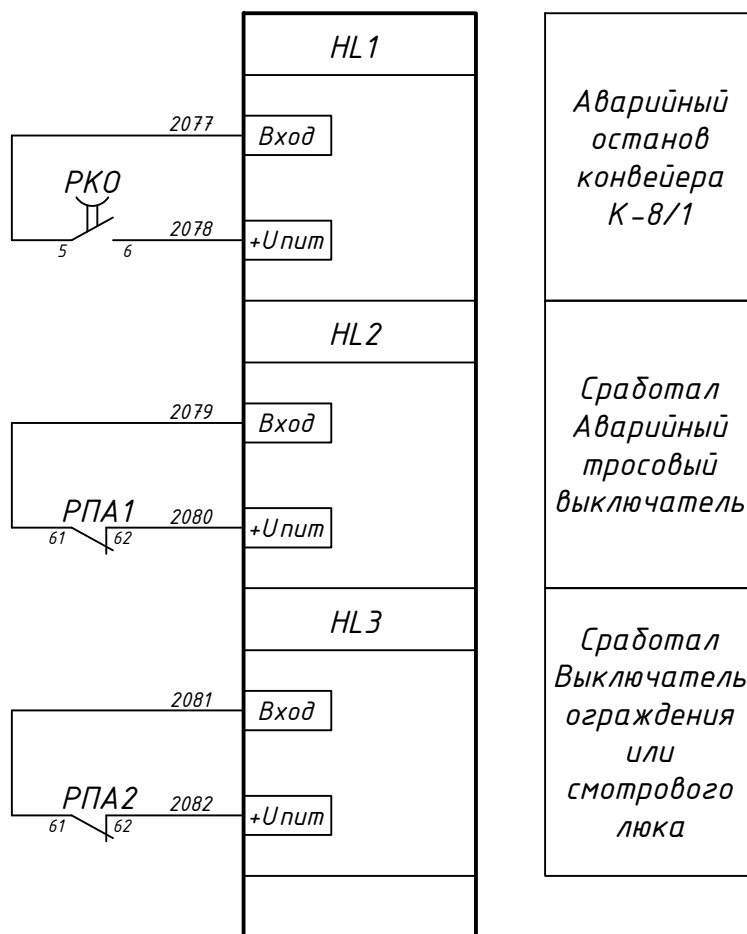 HL1
2077
Вход
РКО
2078
5
6
+Uпит
Аварийный
останов
конвейера
К-8/1
HL2
2079
Вход
РПА1
2080
61
62
+Uпит
Сработал
Аварийный
тросовый
выключатель
HL3
2081
Вход
РПА2
2082
61
62
+Uпит
Сработал
Выключатель
ограждения
или
смотрового
люка